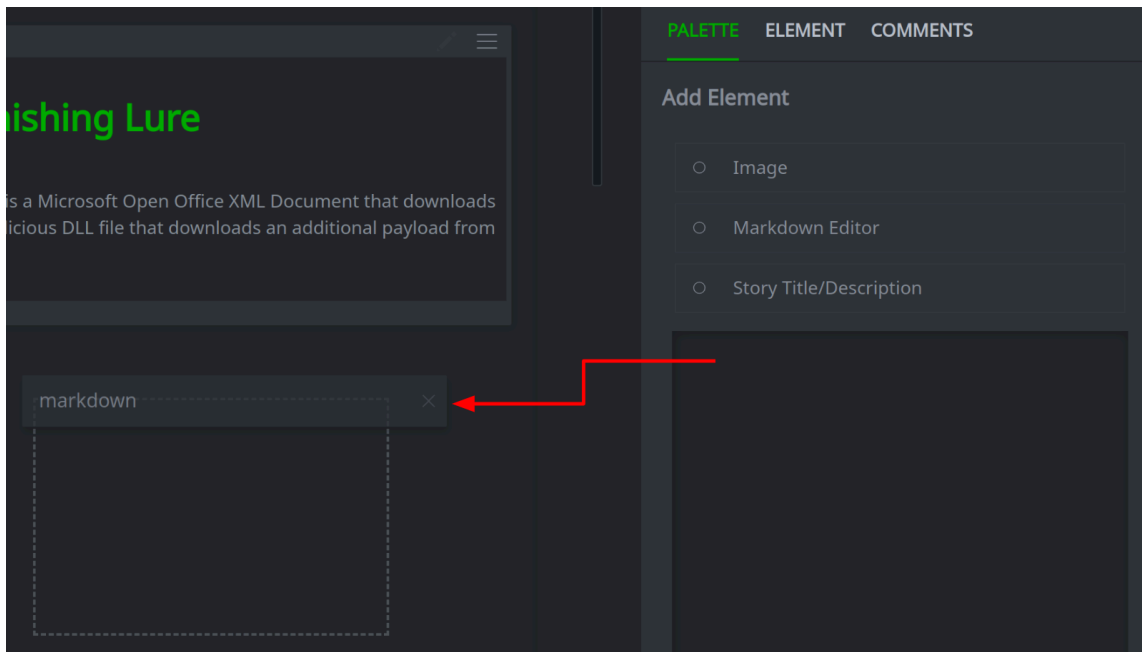 ishing Lure
is a Microsoft Open Office XML Document that downloads
icious DLL file that downloads an additional payload from
markdown
PALETTE ELEMENT COMMENTS
Add Element
Image
Markdown Editor
Story Title/Description